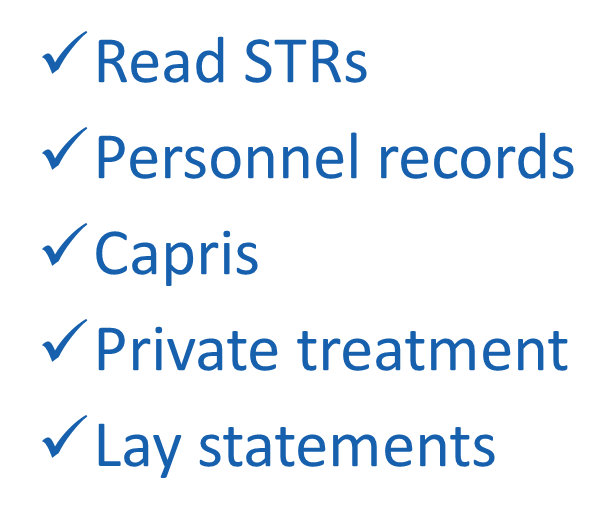 ✓ Read STRs
✓ Personnel records
✓ Capris
✓ Private treatment
✓ Lay statements